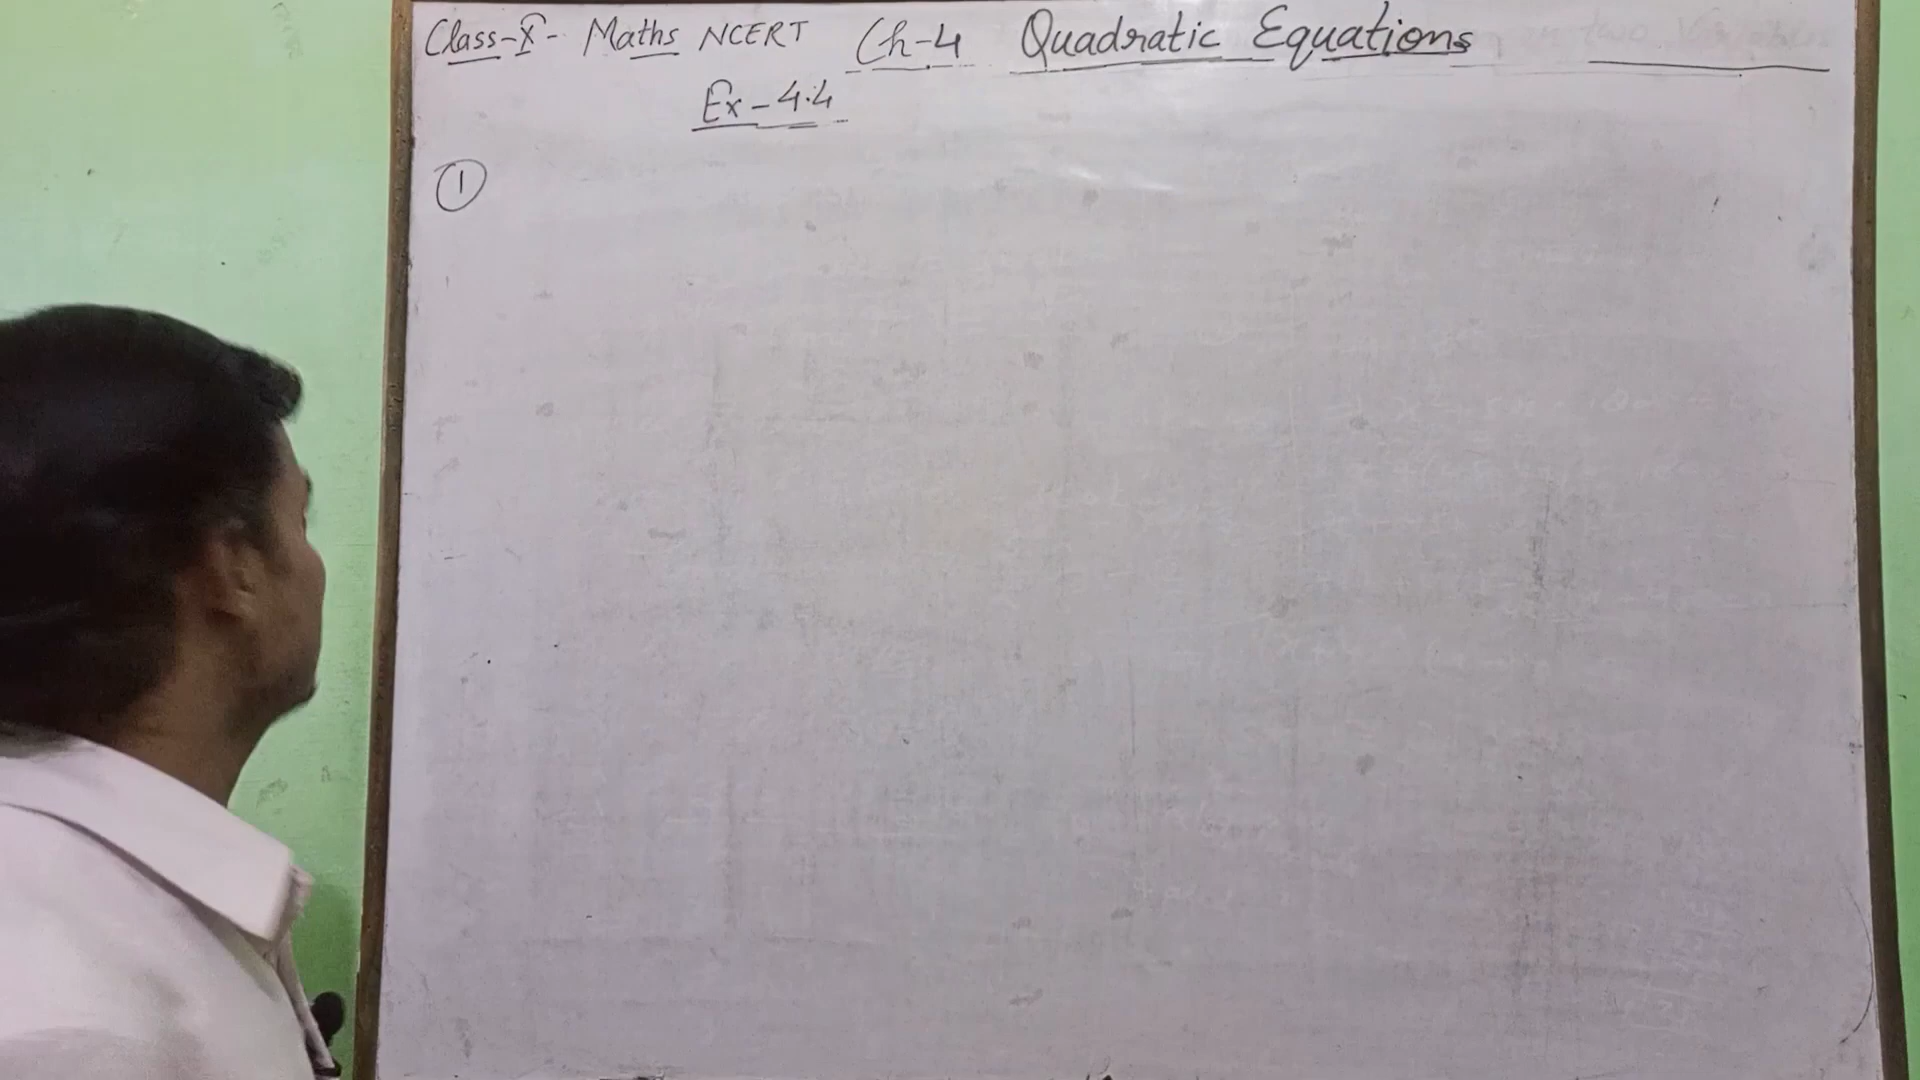 Class-X- Maths NCERT Ch-4 Quadratic Equations
Ex-4.4
①